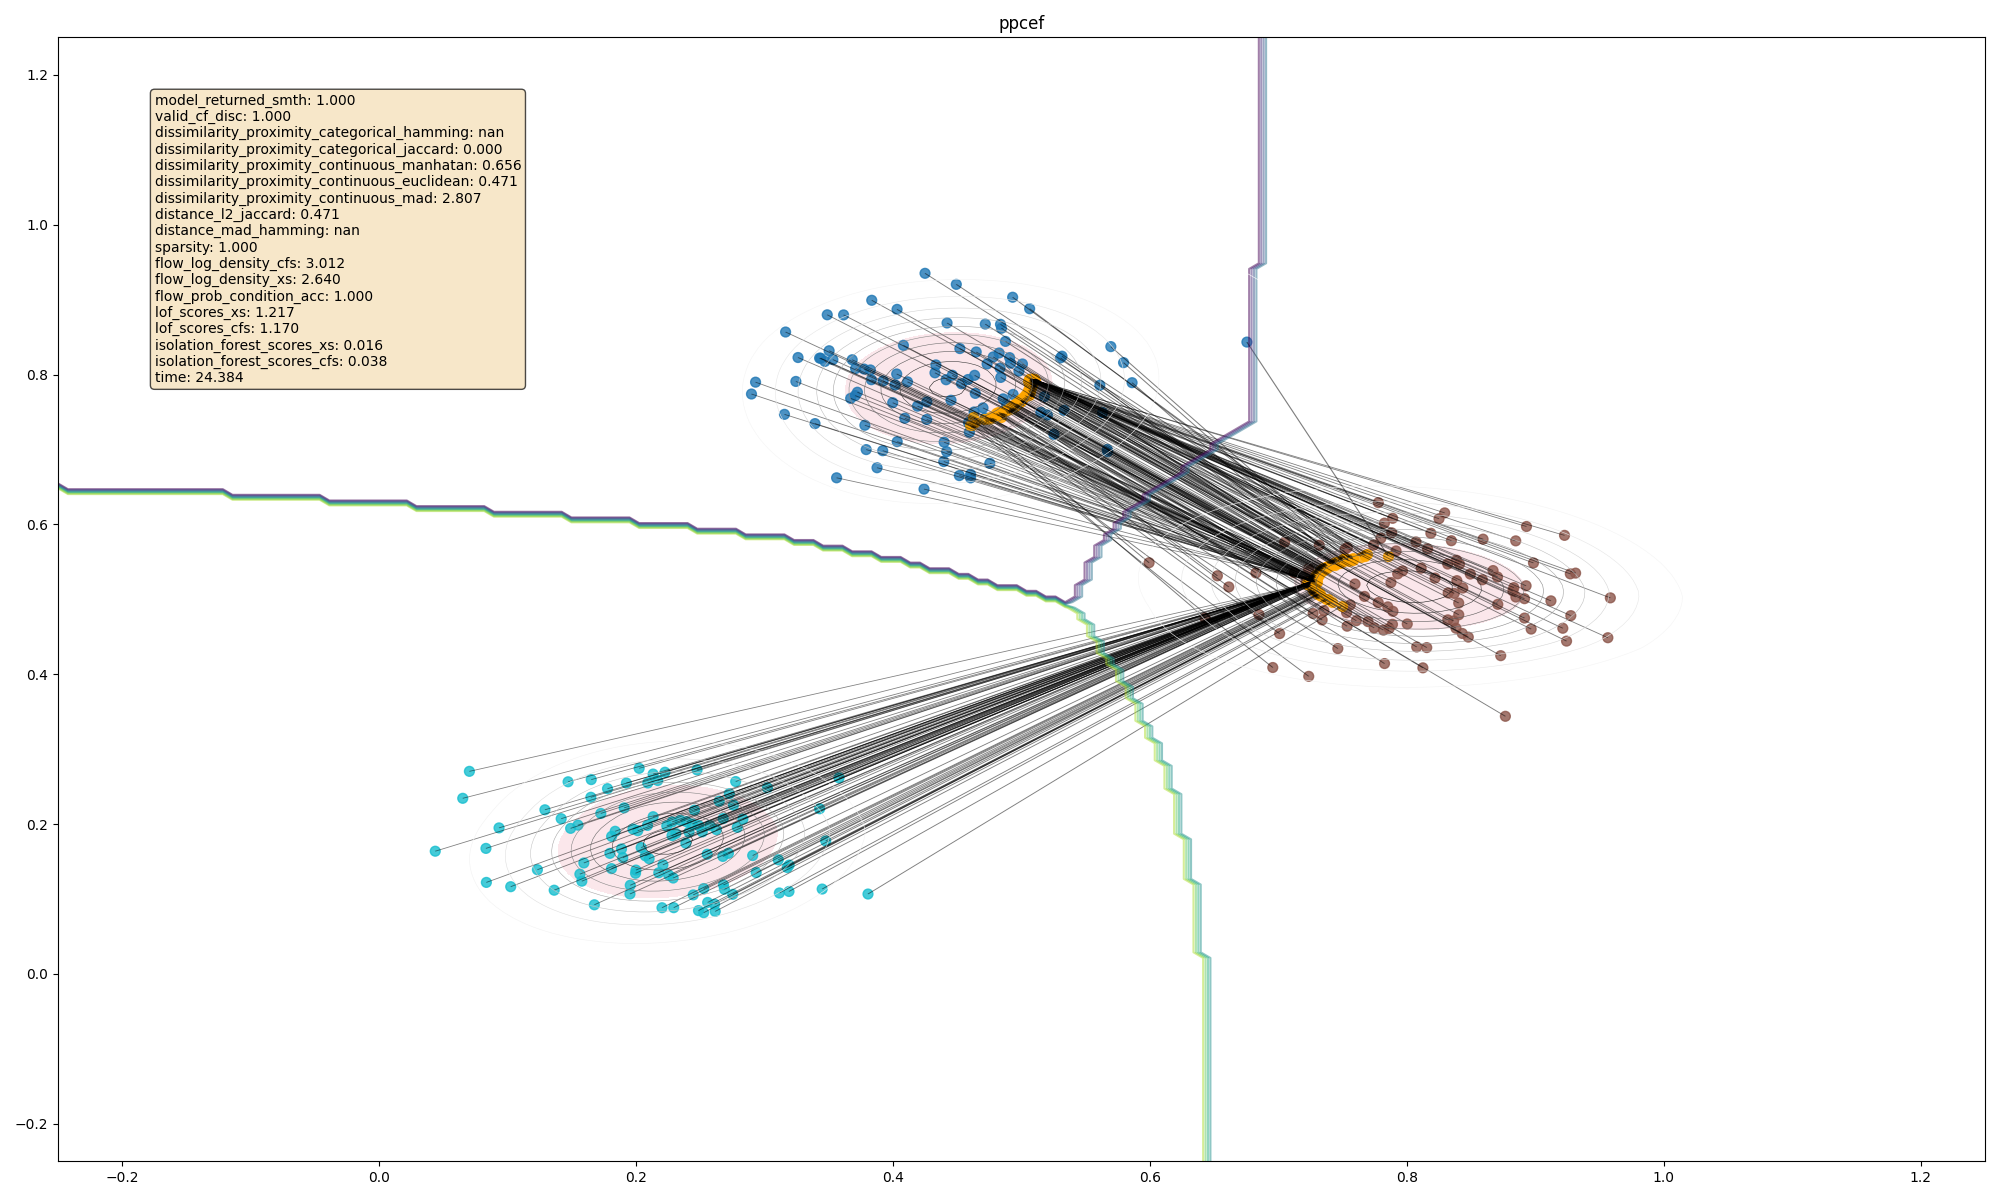 ppcef
1.2
1.0
0.8
0.6
0.4
0.2
0.0
−0.2
model_returned_smth: 1.000
valid_cf_disc: 1.000
dissimilarity_proximity_categorical_hamming: nan
dissimilarity_proximity_categorical_jaccard: 0.000
dissimilarity_proximity_continuous_manhatan: 0.656
dissimilarity_proximity_continuous_euclidean: 0.471
dissimilarity_proximity_continuous_mad: 2.807
distance_l2_jaccard: 0.471
distance_mad_hamming: nan
sparsity: 1.000
flow_log_density_cfs: 3.012
flow_log_density_xs: 2.640
flow_prob_condition_acc: 1.000
lof_scores_xs: 1.217
lof_scores_cfs: 1.170
isolation_forest_scores_xs: 0.016
isolation_forest_scores_cfs: 0.038
time: 24.384
−0.2 0.0 0.2 0.4 0.6 0.8 1.0 1.2